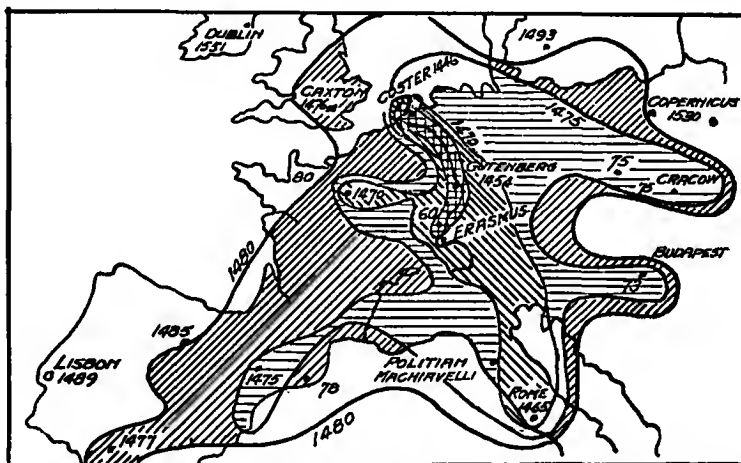 DUBLIN
1551
1493
CAXTON
1476
COSTER 1446
COPERNICUS
1530
1475
1470
GUTENBERG
1454
75
75
CRACOW
80
1470
60
ERASMUS
BUDAPEST
73
1480
1485
LISBON
1489
1475
78
POLITIAN
MACHIAVELLI
ROME
1465
1477
1480